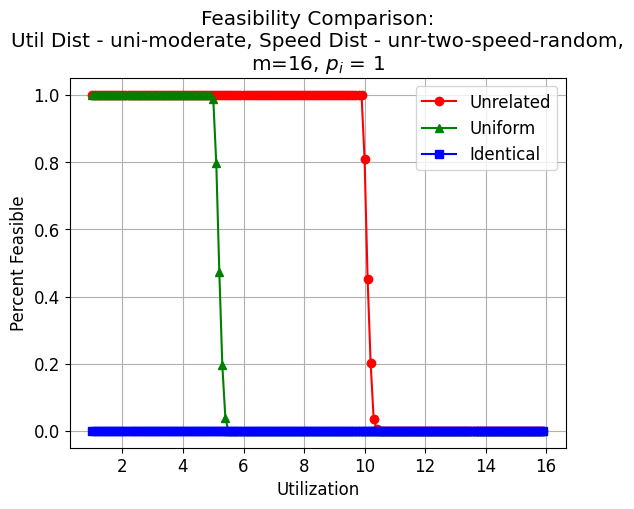 Feasibility Comparison:
Util Dist - uni-moderate, Speed Dist - unr-two-speed-random,
m=16, $p_i$ = 1
Unrelated
Uniform
Identical
Percent Feasible
1.0
0.8
0.6
0.4
0.2
0.0
2 4 6 8 10 12 14 16
Utilization